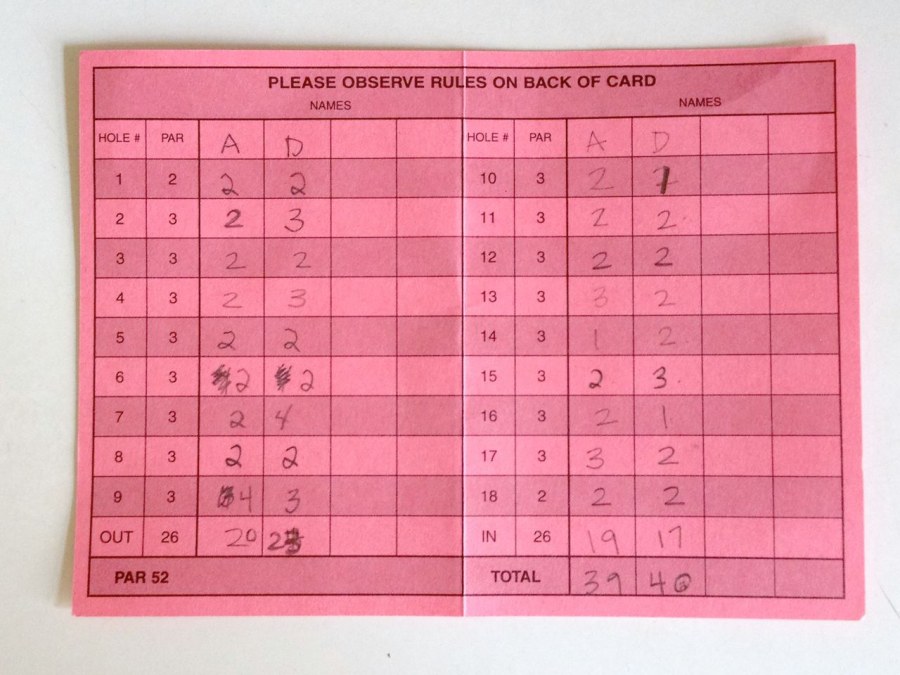 PLEASE OBSERVE RULES ON BACK OF CARD
NAMES NAMES
HOLE # PAR A D HOLE # PAR A D
1 2 2 2 10 3 2 1
2 3 2 3 11 3 2 2
3 3 2 2 12 3 2 2
4 3 2 3 13 3 3 2
5 3 2 2 14 3 1 2
6 3 2 2 15 3 2 3
7 3 2 4 16 3 2 1
8 3 2 2 17 3 3 2
9 3 4 3 18 2 2 2
OUT 26 20 23 IN 26 19 17
PAR 52 TOTAL 39 40